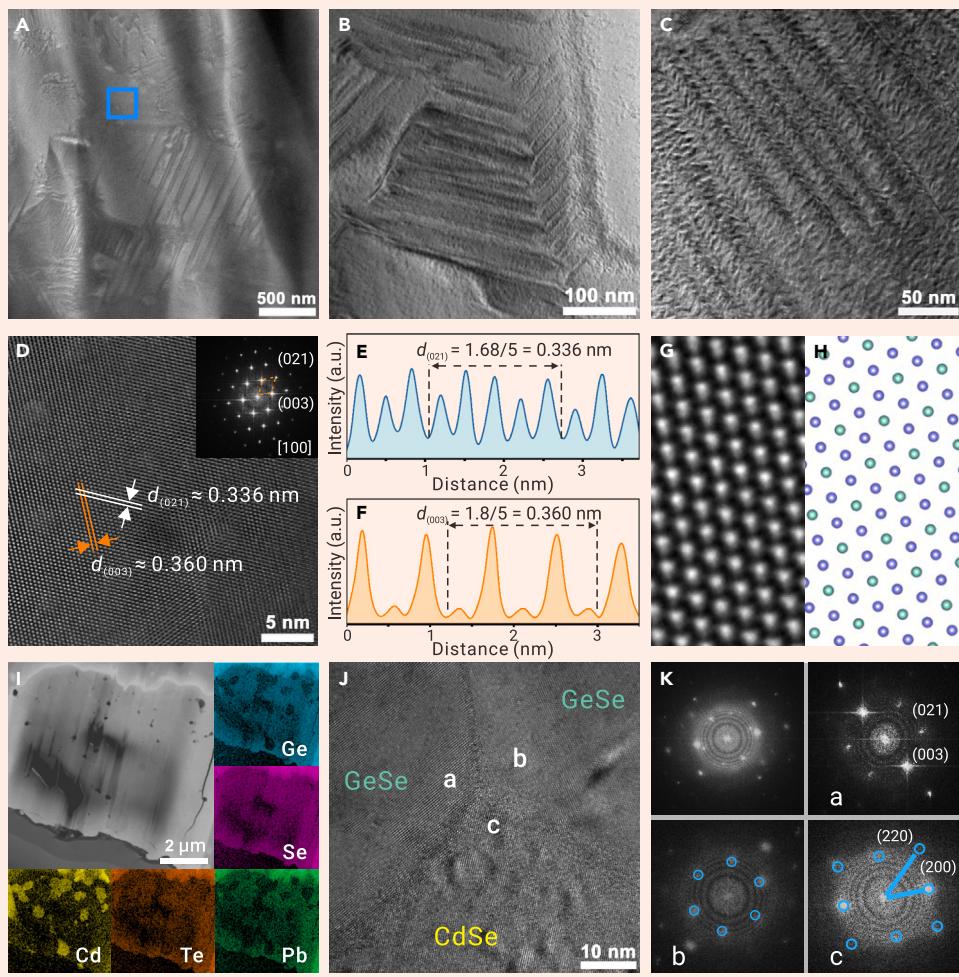 A
500 nm
B
100 nm
C
50 nm
D
(021)
(003)
[100]
d(021) ≈ 0.336 nm
d(003) ≈ 0.360 nm
5 nm
E
d(021) = 1.68/5 = 0.336 nm
Intensity (a.u.)
0 1 2 3
Distance (nm)
F
d(003) = 1.8/5 = 0.360 nm
Intensity (a.u.)
0 1 2 3
Distance (nm)
G
H
I
2 μm
Ge
Se
Cd
Te
Pb
J
GeSe
GeSe
a
b
c
CdSe
10 nm
K
(021)
(003)
a
b
(220)
(200)
c